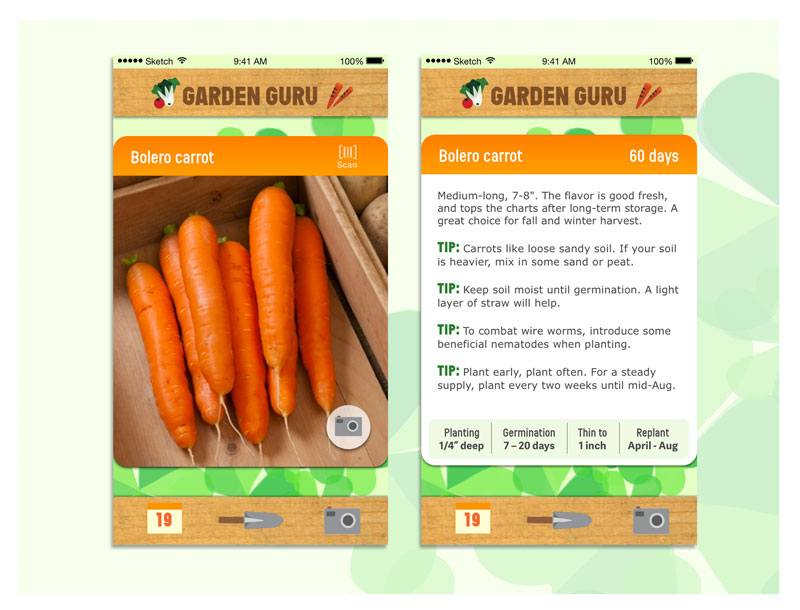 ●●●●● Sketch 9:41 AM 100%
GARDEN GURU
Bolero carrot
Scan
19
●●●●● Sketch 9:41 AM 100%
GARDEN GURU
Bolero carrot 60 days
Medium-long, 7-8". The flavor is good fresh,
and tops the charts after long-term storage. A
great choice for fall and winter harvest.
TIP: Carrots like loose sandy soil. If your soil
is heavier, mix in some sand or peat.
TIP: Keep soil moist until germination. A light
layer of straw will help.
TIP: To combat wire worms, introduce some
beneficial nematodes when planting.
TIP: Plant early, plant often. For a steady
supply, plant every two weeks until mid-Aug.
Planting Germination Thin to Replant
1/4" deep 7 – 20 days 1 inch April - Aug
19